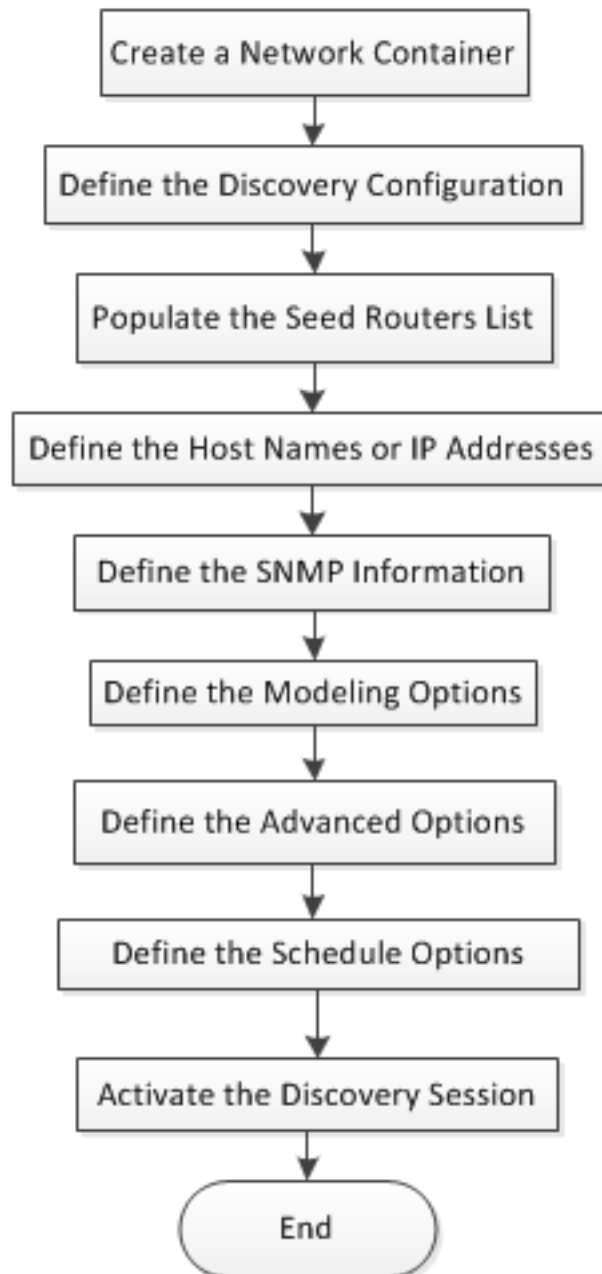 Create a Network Container
Define the Discovery Configuration
Populate the Seed Routers List
Define the Host Names or IP Addresses
Define the SNMP Information
Define the Modeling Options
Define the Advanced Options
Define the Schedule Options
Activate the Discovery Session
End